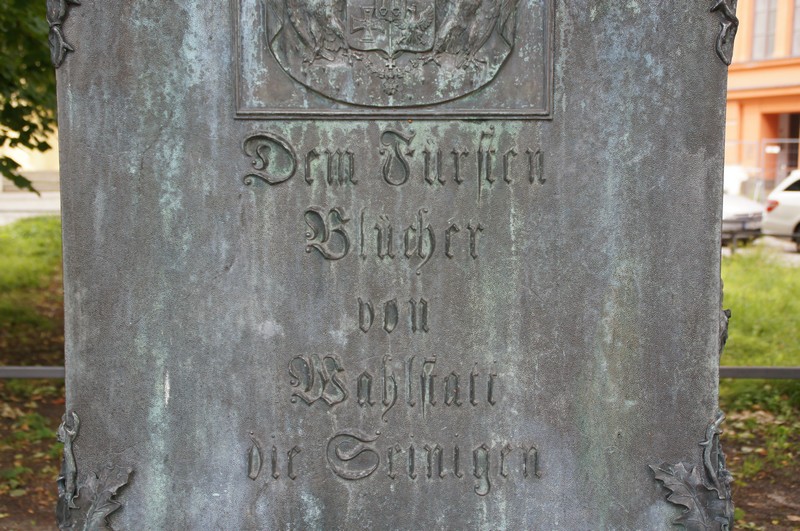 Dem Fürsten
Blücher
von
Wahlstatt
die Seinigen